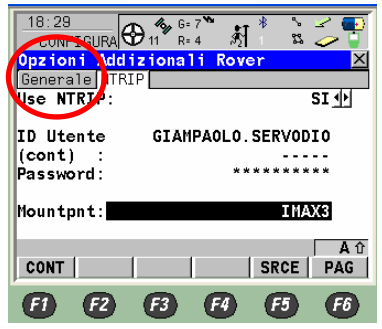 18:29
CONFIGURA
11
G= 7
R= 4
1
Opzioni Addizionali Rover
Generale NTRIP
Use NTRIP: SI
ID Utente GIAMPAOLO.SERVODIO
(cont) : -----
Password: **********
Mountpnt: IMAX3
A
CONT SRCE PAG
F1 F2 F3 F4 F5 F6